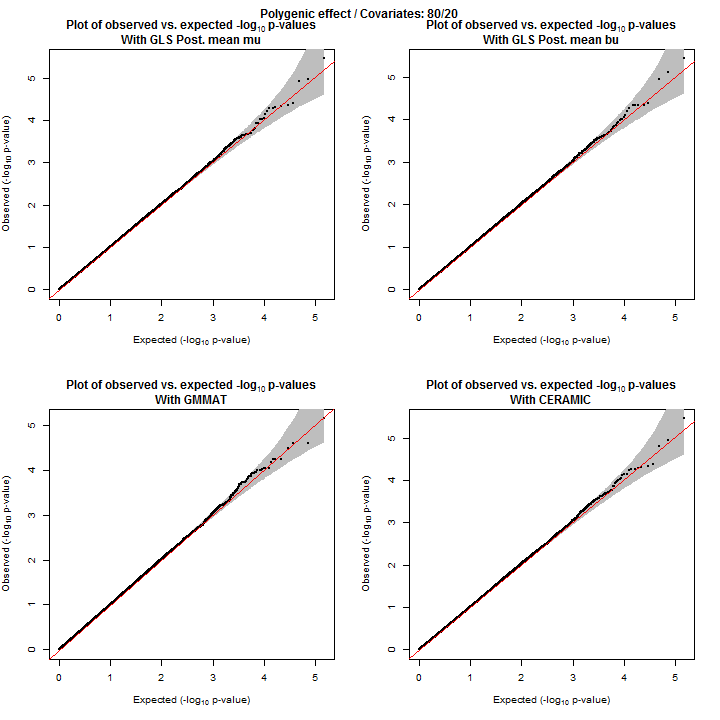 Polygenic effect / Covariates: 80/20
Plot of observed vs. expected -log10 p-values
With GLS Post. mean mu
Observed (-log10 p-value)
5
4
3
2
1
0
0 1 2 3 4 5
Expected (-log10 p-value)
Plot of observed vs. expected -log10 p-values
With GLS Post. mean bu
Observed (-log10 p-value)
5
4
3
2
1
0
0 1 2 3 4 5
Expected (-log10 p-value)
Plot of observed vs. expected -log10 p-values
With GMMAT
Observed (-log10 p-value)
5
4
3
2
1
0
0 1 2 3 4 5
Expected (-log10 p-value)
Plot of observed vs. expected -log10 p-values
With CERAMIC
Observed (-log10 p-value)
5
4
3
2
1
0
0 1 2 3 4 5
Expected (-log10 p-value)